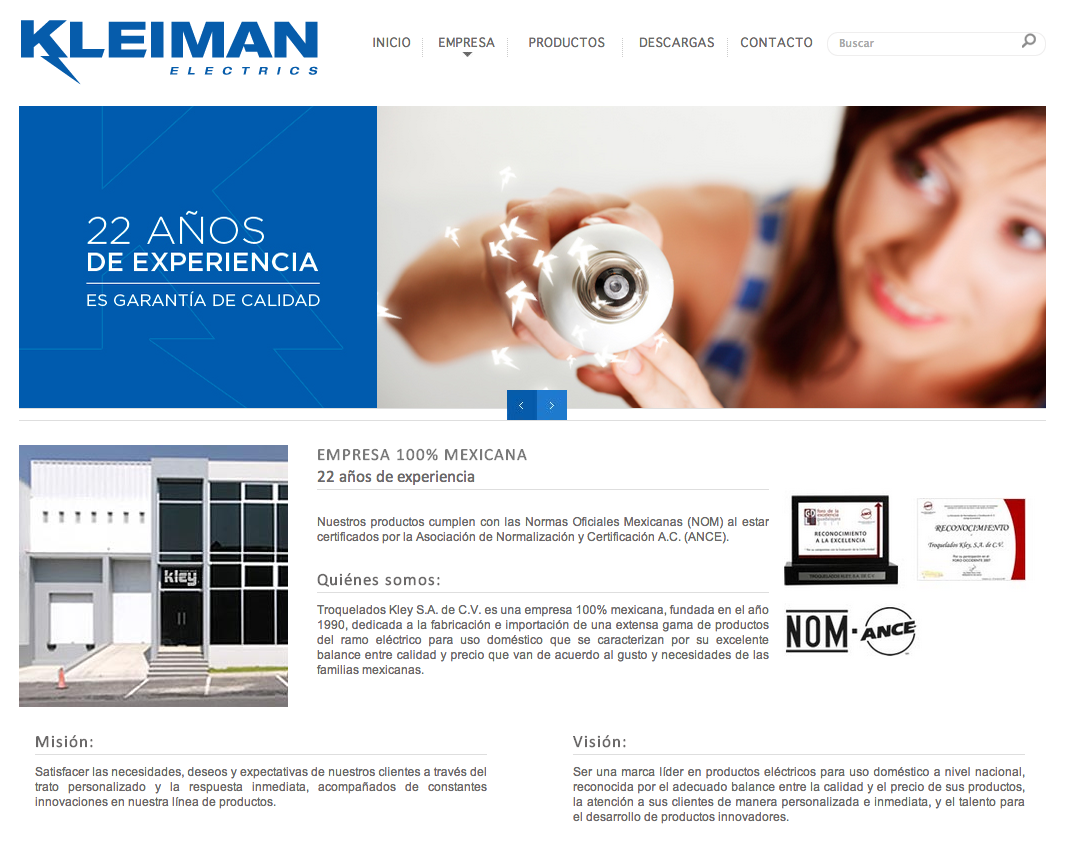 KLEIMAN
ELECTRICS
INICIO
EMPRESA
PRODUCTOS
DESCARGAS
CONTACTO
Buscar
22 AÑOS
DE EXPERIENCIA
ES GARANTÍA DE CALIDAD
EMPRESA 100% MEXICANA
22 años de experiencia
Nuestros productos cumplen con las Normas Oficiales Mexicanas (NOM) al estar
certificados por la Asociación de Normalización y Certificación A.C. (ANCE).
Quiénes somos:
Troquelados Kley S.A. de C.V. es una empresa 100% mexicana, fundada en el año
1990, dedicada a la fabricación e importación de una extensa gama de productos
del ramo eléctrico para uso doméstico que se caracterizan por su excelente
balance entre calidad y precio que van de acuerdo al gusto y necesidades de las
familias mexicanas.
kley
foro de la
excelencia
ANCE
RECONOCIMIENTO
A LA EXCELENCIA
TROQUELADOS KLEY S.A. DE C.V.
RECONOCIMIENTO
Troquelados Kley, S.A. de C.V.
NOM-ANCE
Misión:
Satisfacer las necesidades, deseos y expectativas de nuestros clientes a través del
trato personalizado y la respuesta inmediata, acompañados de constantes
innovaciones en nuestra línea de productos.
Visión:
Ser una marca líder en productos eléctricos para uso doméstico a nivel nacional,
reconocida por el adecuado balance entre la calidad y el precio de sus productos,
la atención a sus clientes de manera personalizada e inmediata, y el talento para
el desarrollo de productos innovadores.